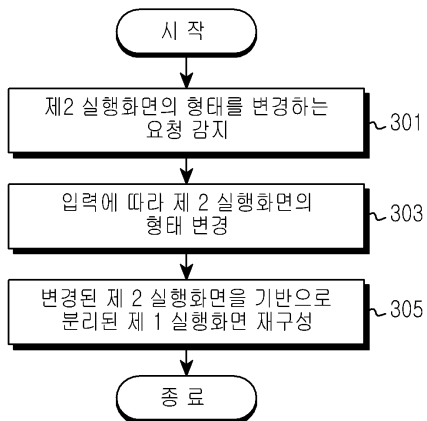 시 작
제2 실행화면의 형태를 변경하는
요청 감지
301
입력에 따라 제 2 실행화면의
형태 변경
303
변경된 제 2 실행화면을 기반으로
분리된 제 1 실행화면 재구성
305
종 료